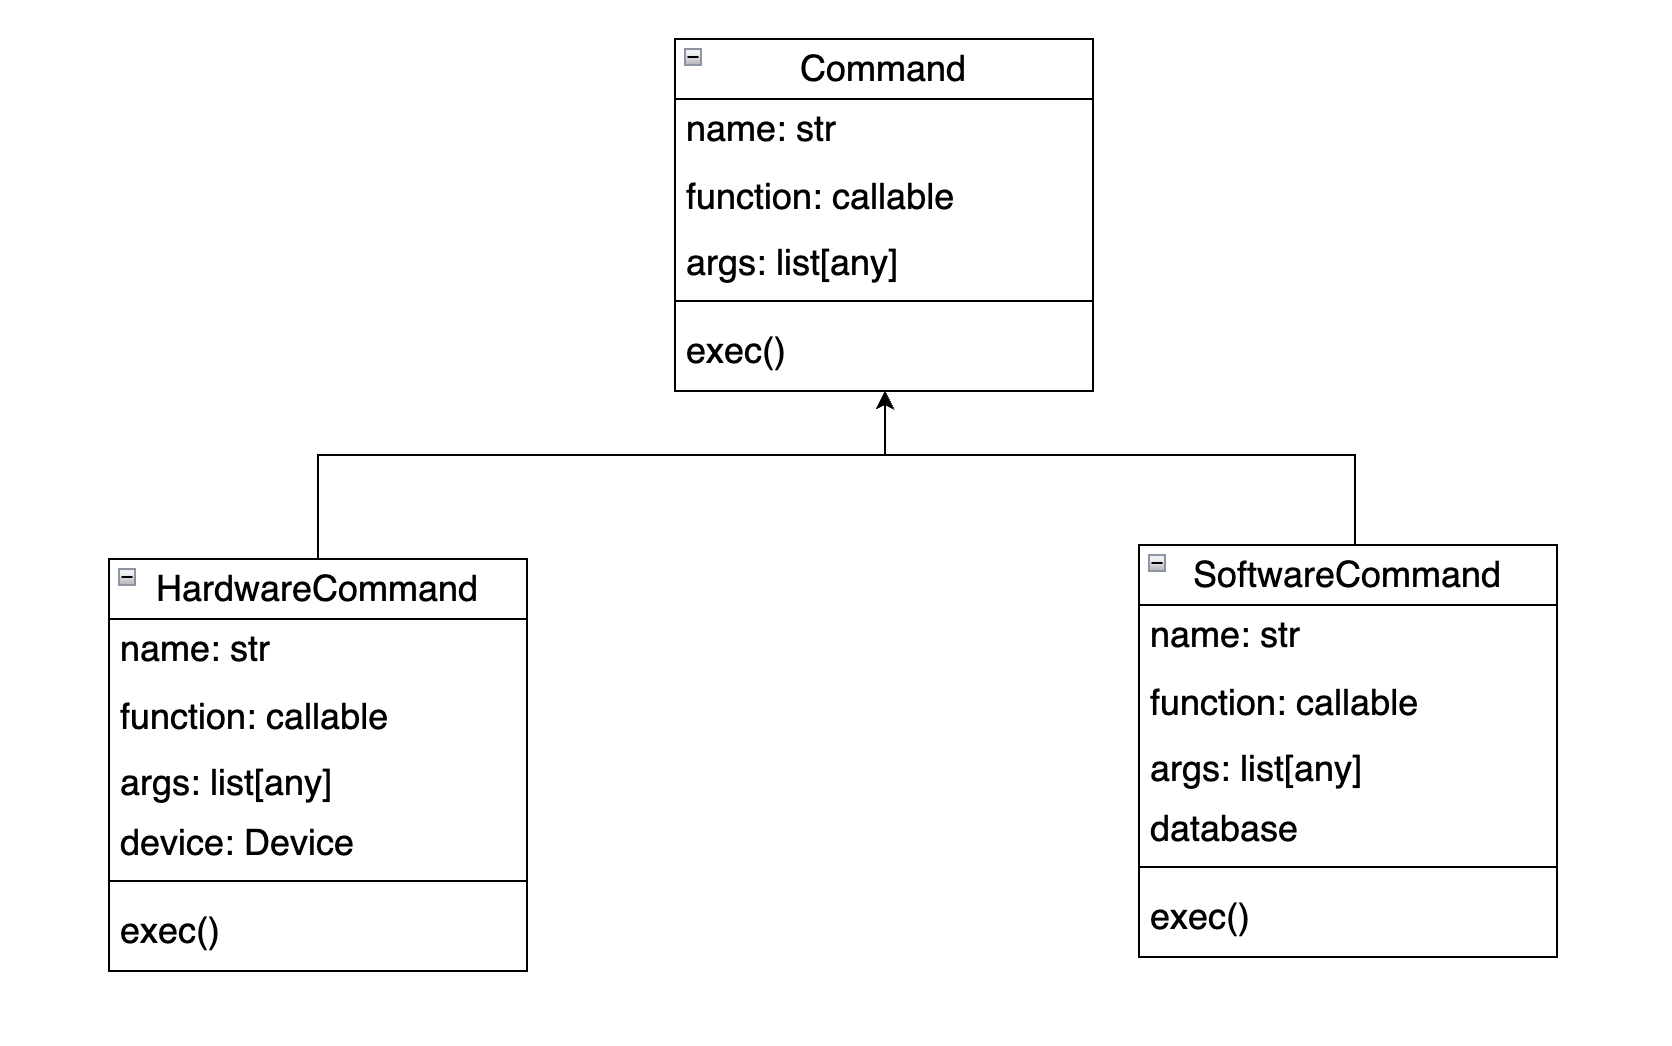 Command
name: str
function: callable
args: list[any]
exec()
HardwareCommand
name: str
function: callable
args: list[any]
device: Device
exec()
SoftwareCommand
name: str
function: callable
args: list[any]
database
exec()